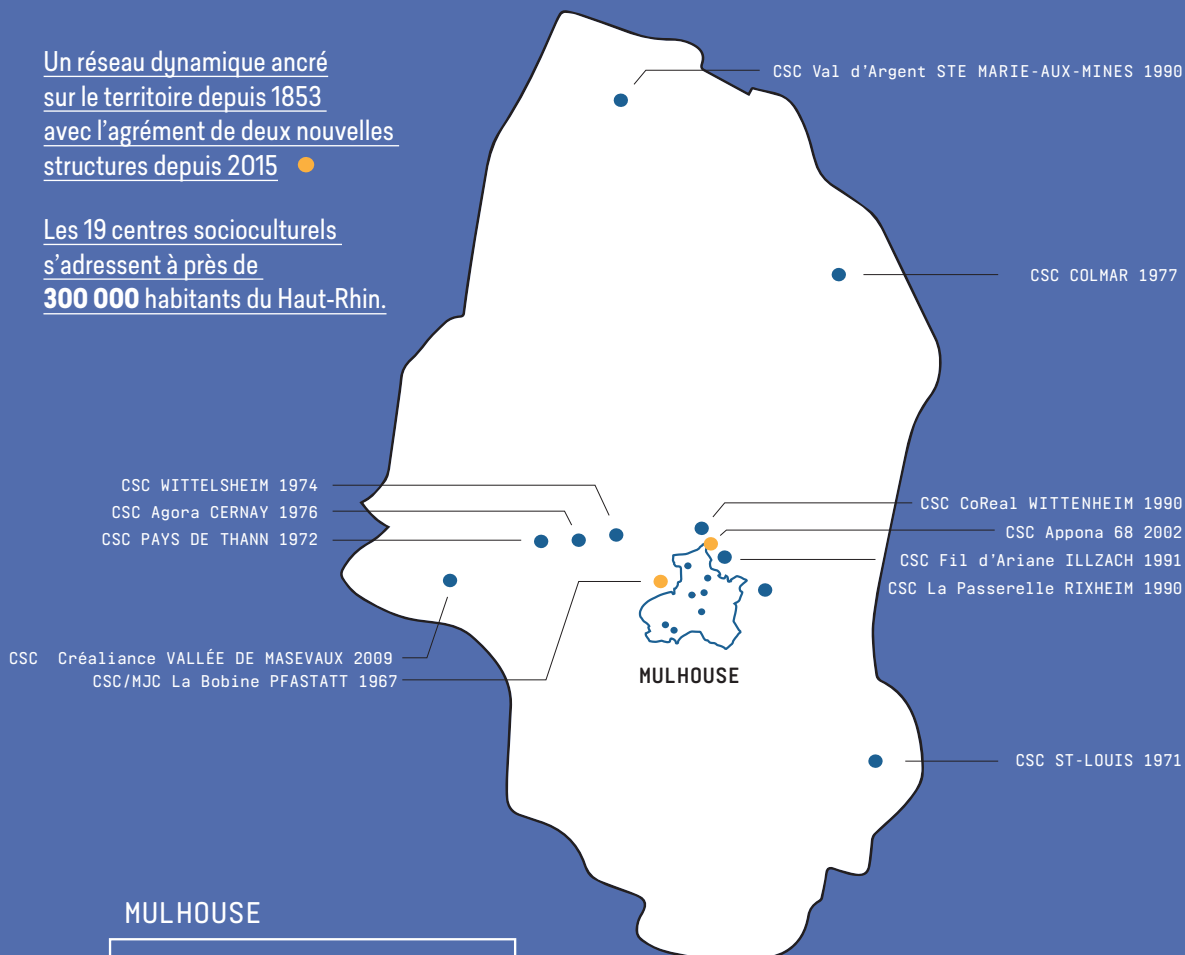 Un réseau dynamique ancré
sur le territoire depuis 1853
avec l'agrément de deux nouvelles
structures depuis 2015
Les 19 centres socioculturels
s'adressent à près de
300 000 habitants du Haut-Rhin.
CSC Val d'Argent STE MARIE-AUX-MINES 1990
CSC COLMAR 1977
CSC WITTELSHEIM 1974
CSC Agora CERNAY 1976
CSC PAYS DE THANN 1972
CSC CoReal WITTENHEIM 1990
CSC Appona 68 2002
CSC Fil d'Ariane ILLZACH 1991
CSC La Passerelle RIXHEIM 1990
CSC Créaliance VALLÉE DE MASEVAUX 2009
CSC/MJC La Bobine PFASTATT 1967
MULHOUSE
CSC ST-LOUIS 1971
MULHOUSE